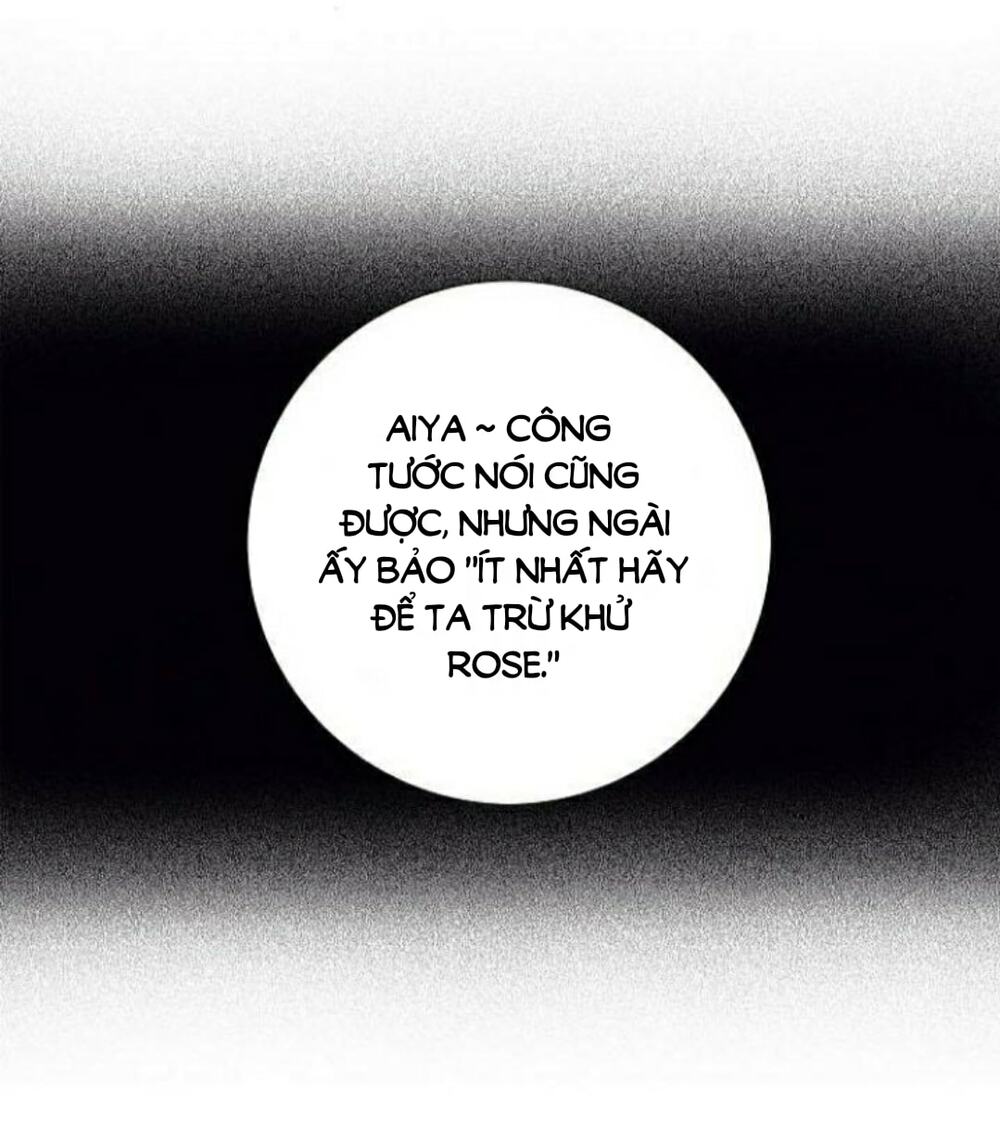 AIYA ~ CÔNG
TƯỚC NÓI CŨNG
ĐƯỢC, NHƯNG NGÀI
ẤY BẢO "ÍT NHẤT HÃY
ĐỂ TA TRỪ KHỬ
ROSE."